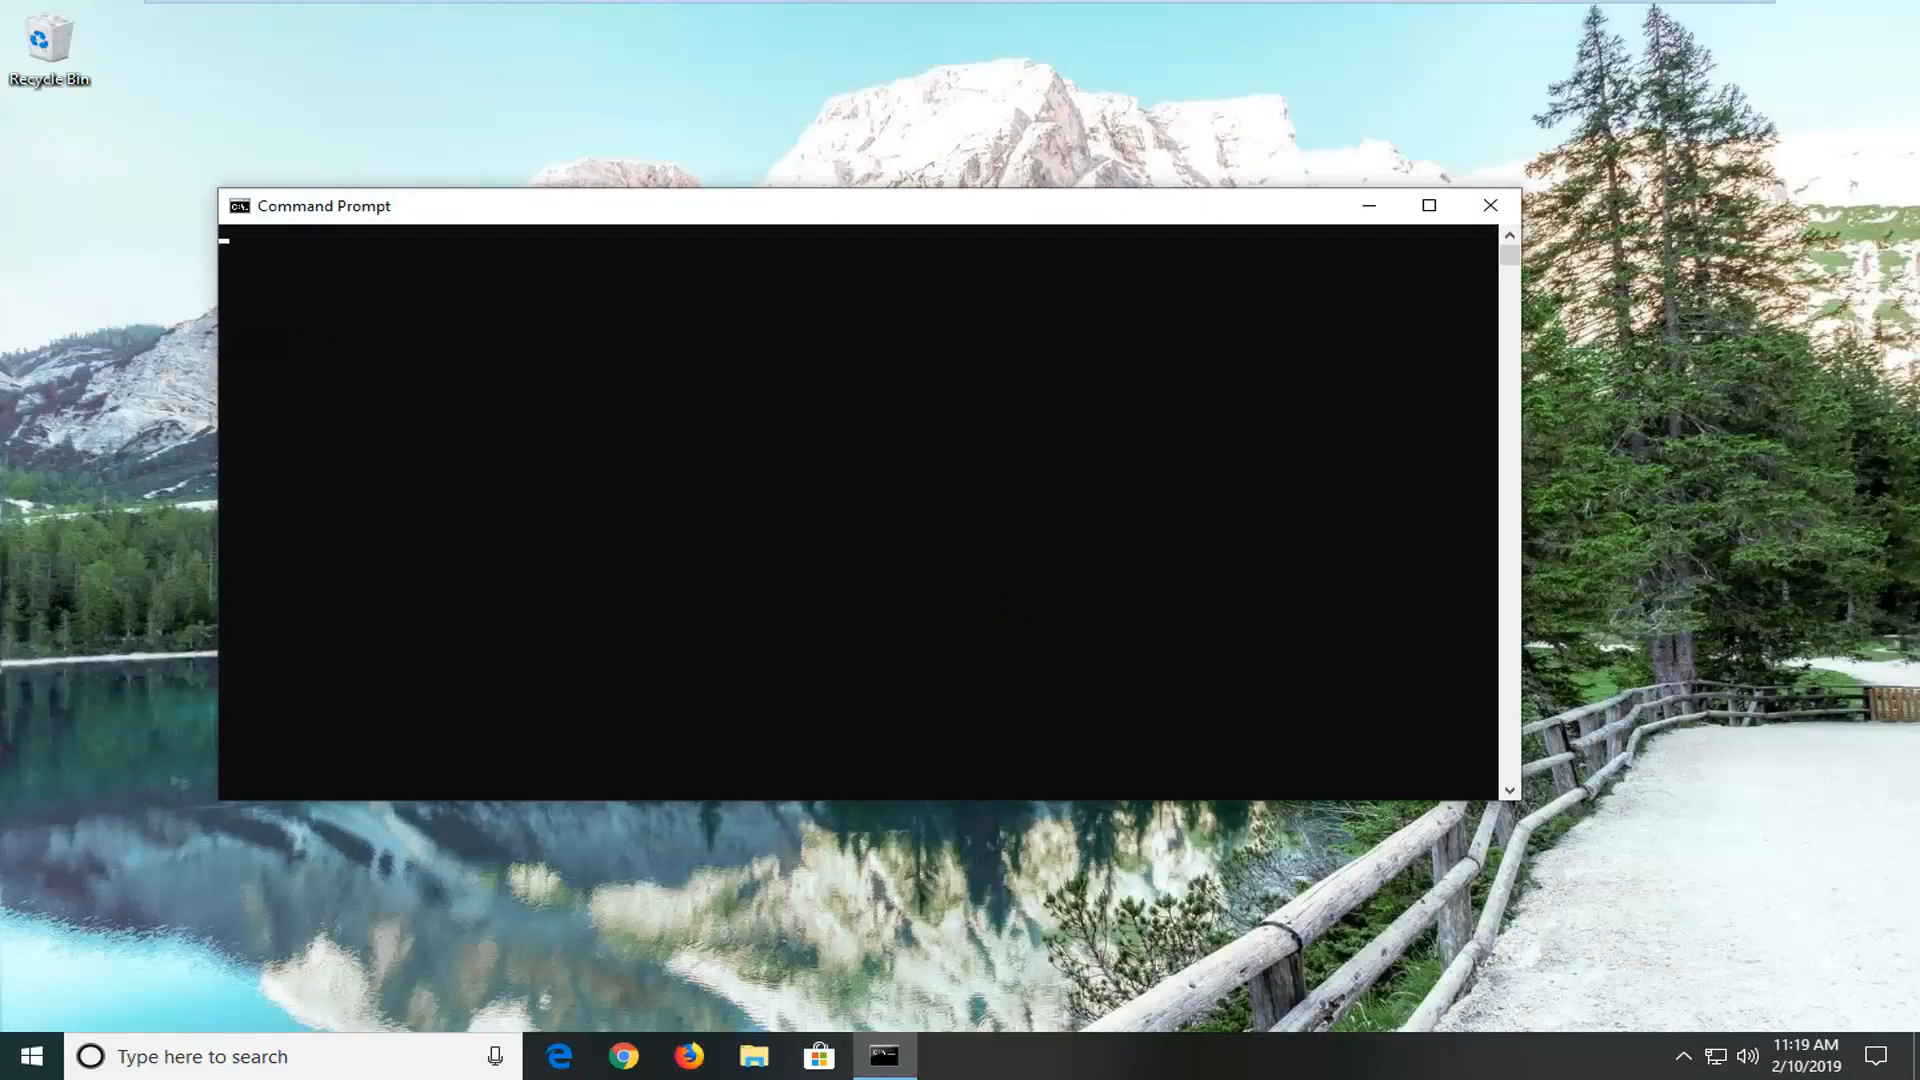 Recycle Bin
Command Prompt
Type here to search
11:19 AM
2/10/2019